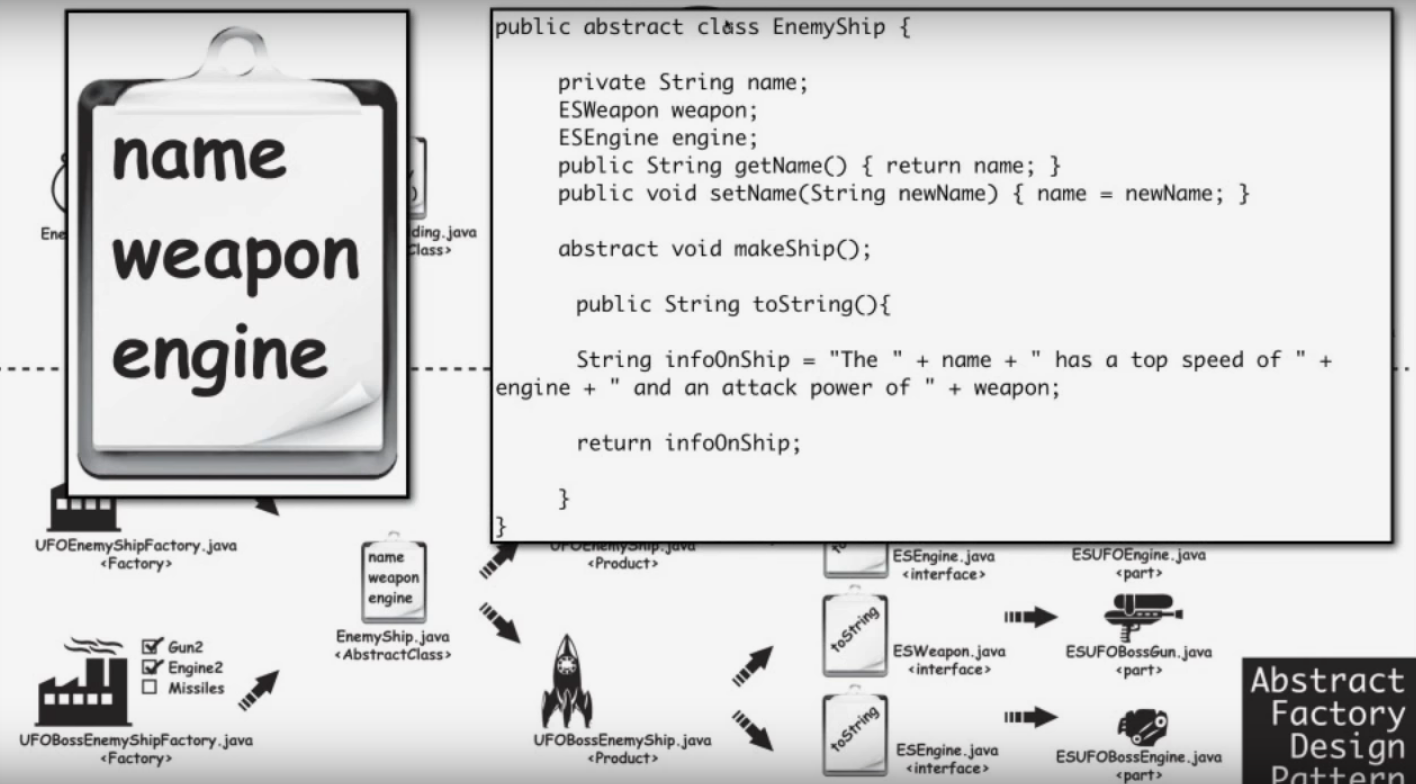 name
weapon
engine
public abstract class EnemyShip {
private String name;
ESWeapon weapon;
ESEngine engine;
public String getName() { return name; }
public void setName(String newName) { name = newName; }
abstract void makeShip();
public String toString(){
String infoOnShip = "The " + name + " has a top speed of " +
engine + " and an attack power of " + weapon;
return infoOnShip;
}
}
Ene
ding.java
Class>
UFOEnemyShipFactory.java
<Factory>
name
weapon
engine
EnemyShip.java
<AbstractClass>
UFOEnemyShip.java
<Product>
ESEngine.java
<interface>
ESUFOEngine.java
<part>
Gun2
Engine2
Missiles
UFOBossEnemyShipFactory.java
<Factory>
UFOBossEnemyShip.java
<Product>
toString
ESWeapon.java
<interface>
ESUFOBossGun.java
<part>
toString
ESEngine.java
<interface>
ESUFOBossEngine.java
<part>
Abstract
Factory
Design
Pattern